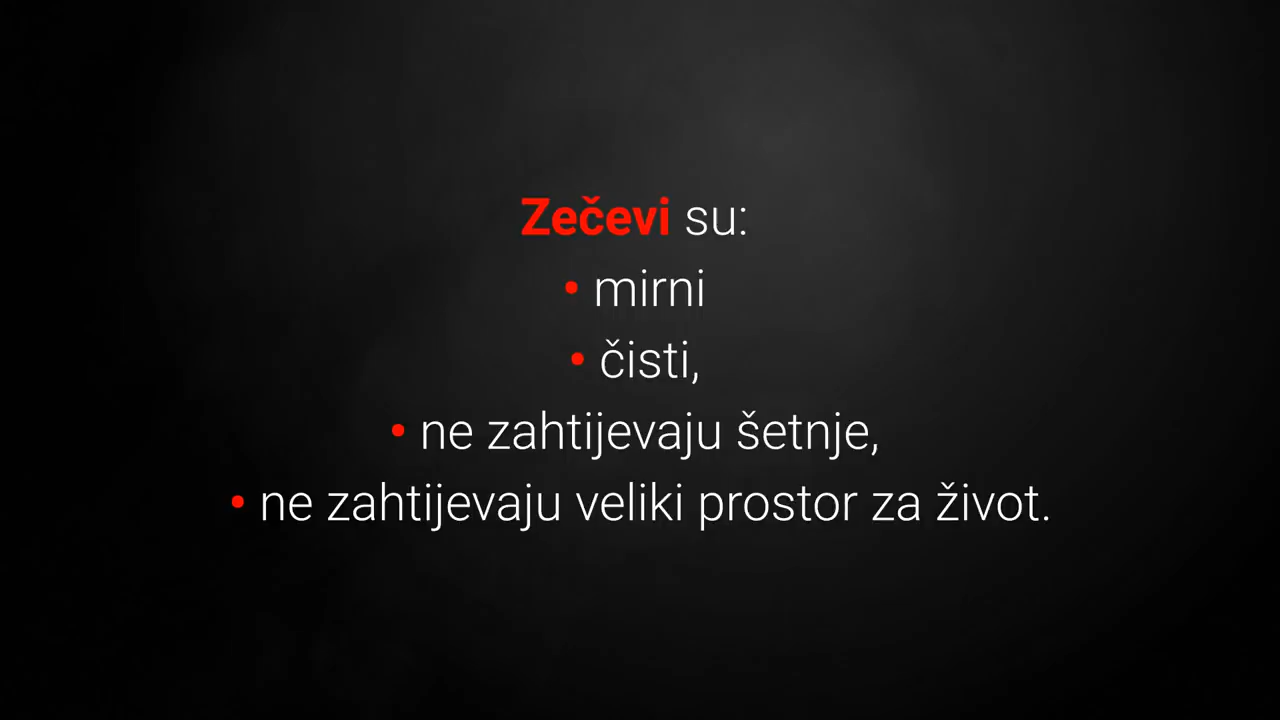 Zečevi su:
• mirni
• čisti,
• ne zahtijevaju šetnje,
• ne zahtijevaju veliki prostor za život.